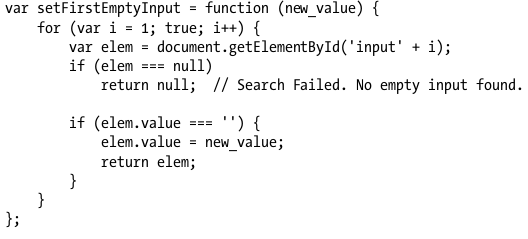 var setFirstEmptyInput = function (new_value) {
    for (var i = 1; true; i++) {
        var elem = document.getElementById('input' + i);
        if (elem === null)
            return null;  // Search Failed. No empty input found.

        if (elem.value === '') {
            elem.value = new_value;
            return elem;
        }
    }
};